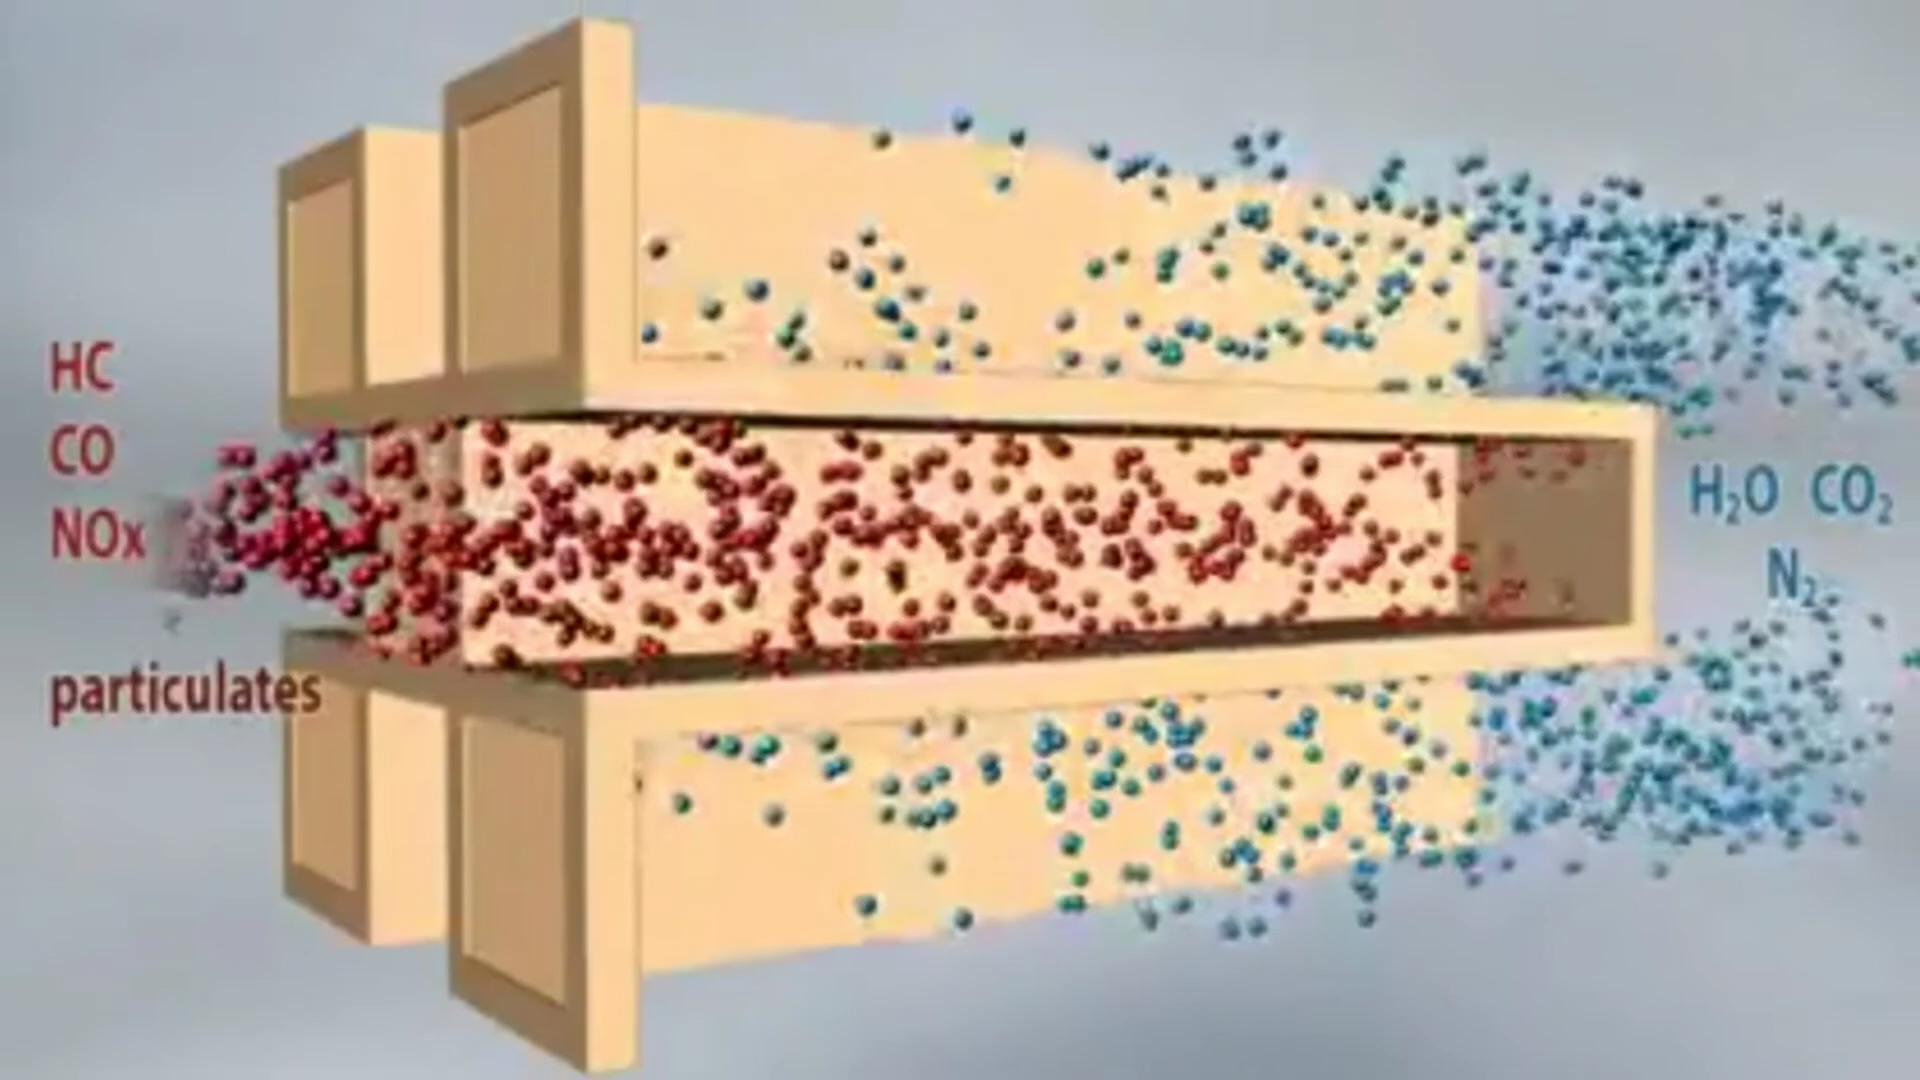 HC
CO
NOx
particulates
H₂O CO₂
N₂